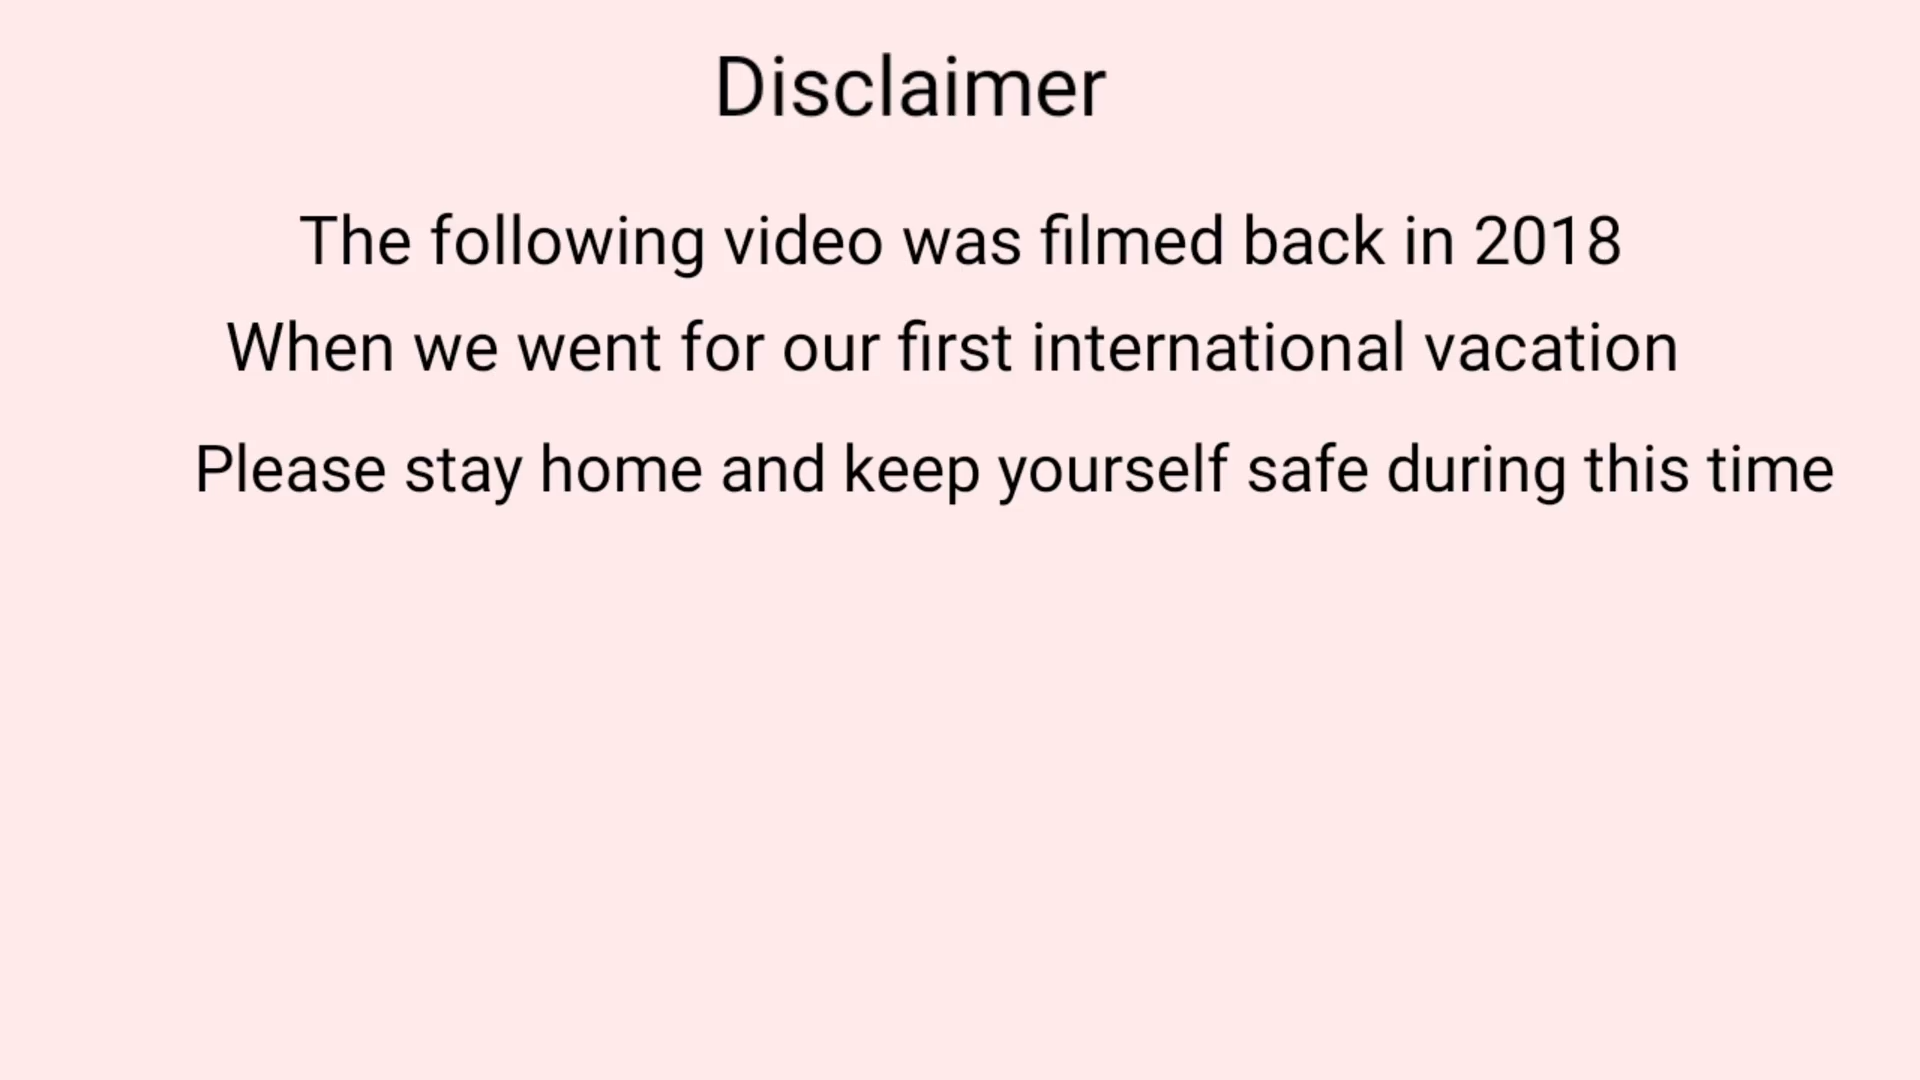 Disclaimer
The following video was filmed back in 2018
When we went for our first international vacation
Please stay home and keep yourself safe during this time